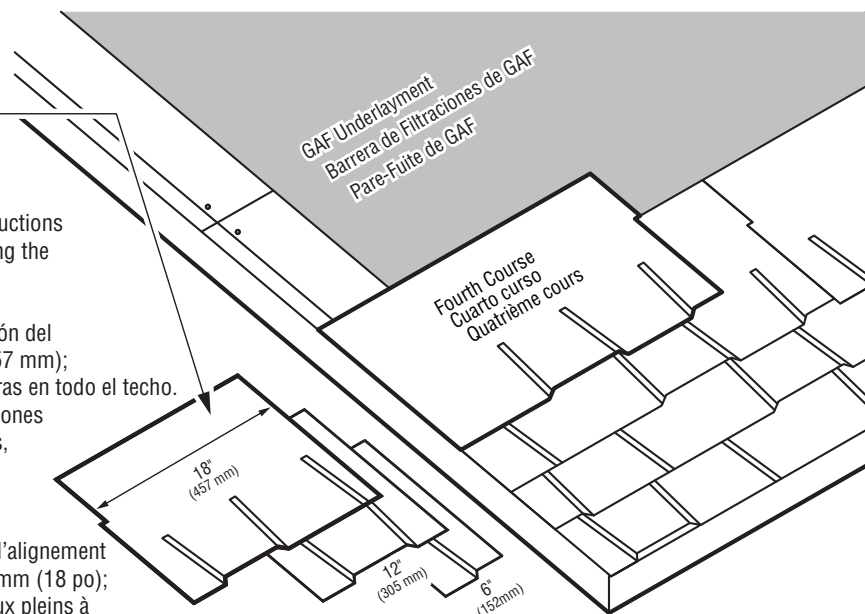 GAF Underlayment
Barrera de Filtraciones de GAF
Pare-Fuite de GAF
uctions
ng the
Fourth Course
Cuarto curso
Quatrième cours
ón del
57 mm);
ras en todo el techo.
ones
s,
18"
(457 mm)
12"
(305 mm)
6"
(152mm)
l’alignement
mm (18 po);
ux pleins à